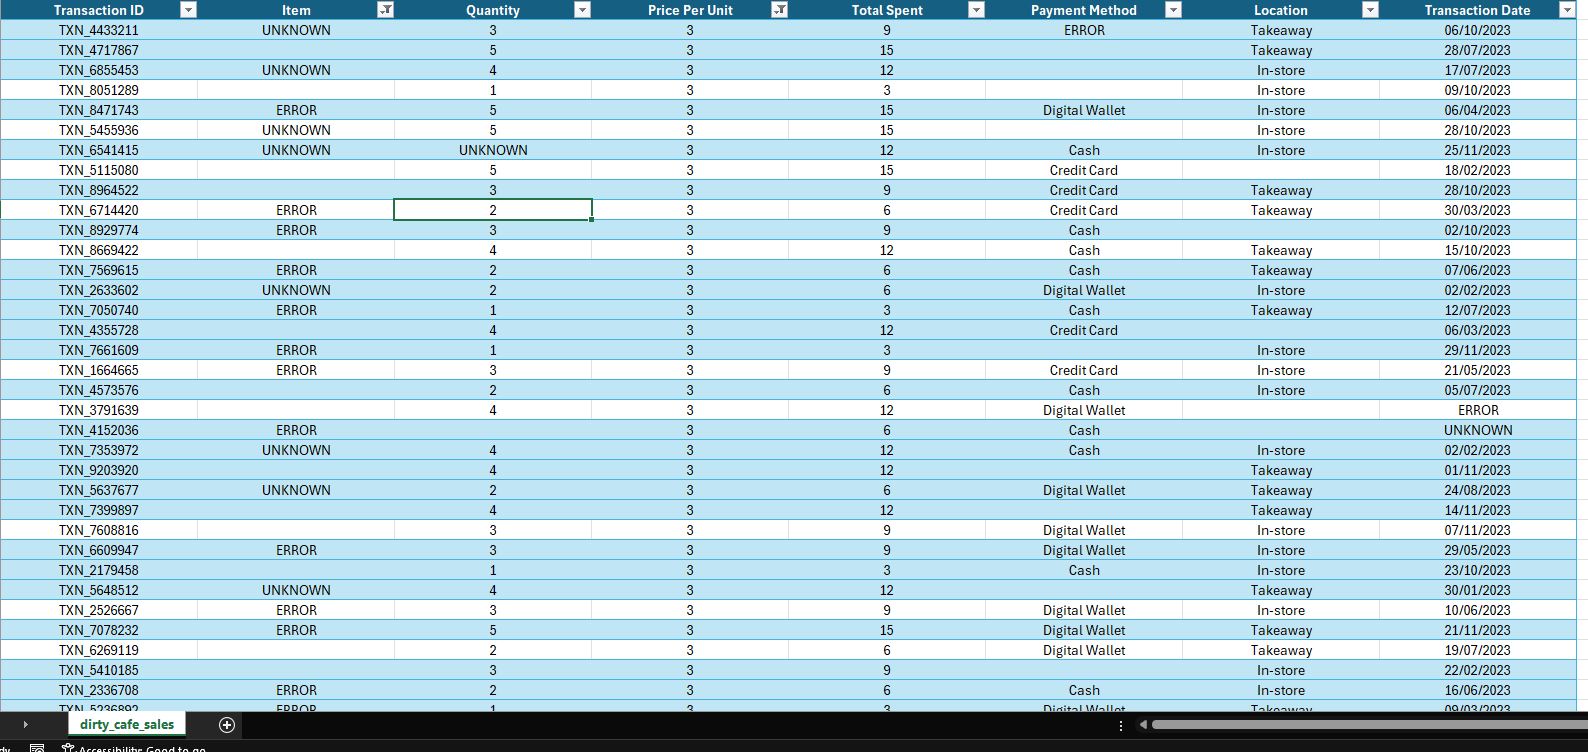 Transaction ID Item Quantity Price Per Unit Total Spent Payment Method Location Transaction Date
TXN_4433211 UNKNOWN 3 3 9 ERROR Takeaway 06/10/2023
TXN_4717867 5 3 15 Takeaway 28/07/2023
TXN_6855453 UNKNOWN 4 3 12 In-store 17/07/2023
TXN_8051289 1 3 3 In-store 09/10/2023
TXN_8471743 ERROR 5 3 15 Digital Wallet In-store 06/04/2023
TXN_5455936 UNKNOWN 5 3 15 In-store 28/10/2023
TXN_6541415 UNKNOWN UNKNOWN 3 12 Cash In-store 25/11/2023
TXN_5115080 5 3 15 Credit Card 18/02/2023
TXN_8964522 3 3 9 Credit Card Takeaway 28/10/2023
TXN_6714420 ERROR 2 3 6 Credit Card Takeaway 30/03/2023
TXN_8929774 ERROR 3 3 9 Cash 02/10/2023
TXN_8669422 4 3 12 Cash Takeaway 15/10/2023
TXN_7569615 ERROR 2 3 6 Cash Takeaway 07/06/2023
TXN_2633602 UNKNOWN 2 3 6 Digital Wallet In-store 02/02/2023
TXN_7050740 ERROR 1 3 3 Cash Takeaway 12/07/2023
TXN_4355728 4 3 12 Credit Card 06/03/2023
TXN_7661609 ERROR 1 3 3 In-store 29/11/2023
TXN_1664665 ERROR 3 3 9 Credit Card In-store 21/05/2023
TXN_4573576 2 3 6 Cash In-store 05/07/2023
TXN_3791639 4 3 12 Digital Wallet ERROR
TXN_4152036 ERROR 3 6 Cash UNKNOWN
TXN_7353972 UNKNOWN 4 3 12 Cash In-store 02/02/2023
TXN_9203920 4 3 12 Takeaway 01/11/2023
TXN_5637677 UNKNOWN 2 3 6 Digital Wallet Takeaway 24/08/2023
TXN_7399897 4 3 12 Takeaway 14/11/2023
TXN_7608816 3 3 9 Digital Wallet In-store 07/11/2023
TXN_6609947 ERROR 3 3 9 Digital Wallet In-store 29/05/2023
TXN_2179458 1 3 3 Cash In-store 23/10/2023
TXN_5648512 UNKNOWN 4 3 12 Takeaway 30/01/2023
TXN_2526667 ERROR 3 3 9 Digital Wallet In-store 10/06/2023
TXN_7078232 ERROR 5 3 15 Digital Wallet Takeaway 21/11/2023
TXN_6269119 2 3 6 Digital Wallet Takeaway 19/07/2023
TXN_5410185 3 3 9 In-store 22/02/2023
TXN_2336708 ERROR 2 3 6 Cash In-store 16/06/2023
TXN_5236892 ERROR 1 3 3 Digital Wallet Takeaway 09/03/2023
dirty_cafe_sales
Accessibility: Good to go